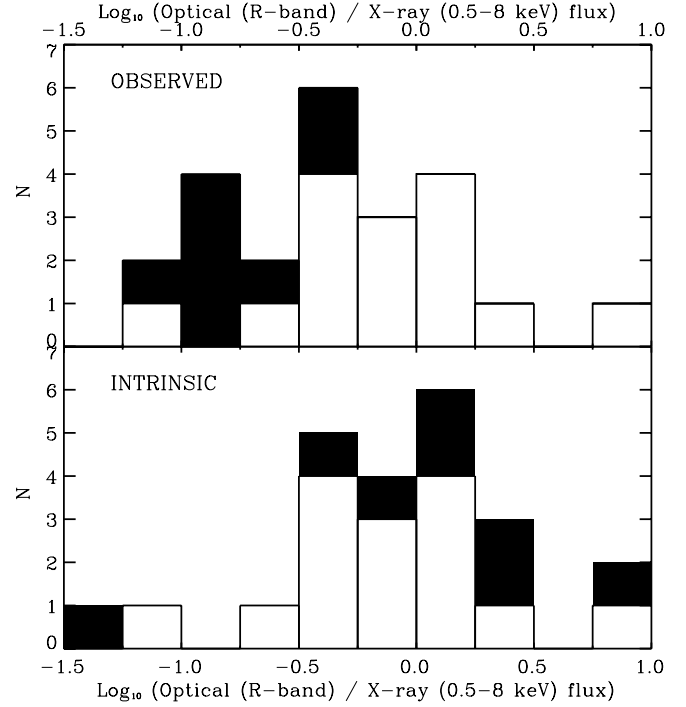 Log₁₀ (Optical (R-band) / X-ray (0.5-8 keV) flux)
-1.5 -1.0 -0.5 0.0 0.5 1.0
7
OBSERVED
6
5
4
N
3
2
1
0
7
INTRINSIC
6
5
4
N
3
2
1
0
-1.5 -1.0 -0.5 0.0 0.5 1.0
Log₁₀ (Optical (R-band) / X-ray (0.5-8 keV) flux)